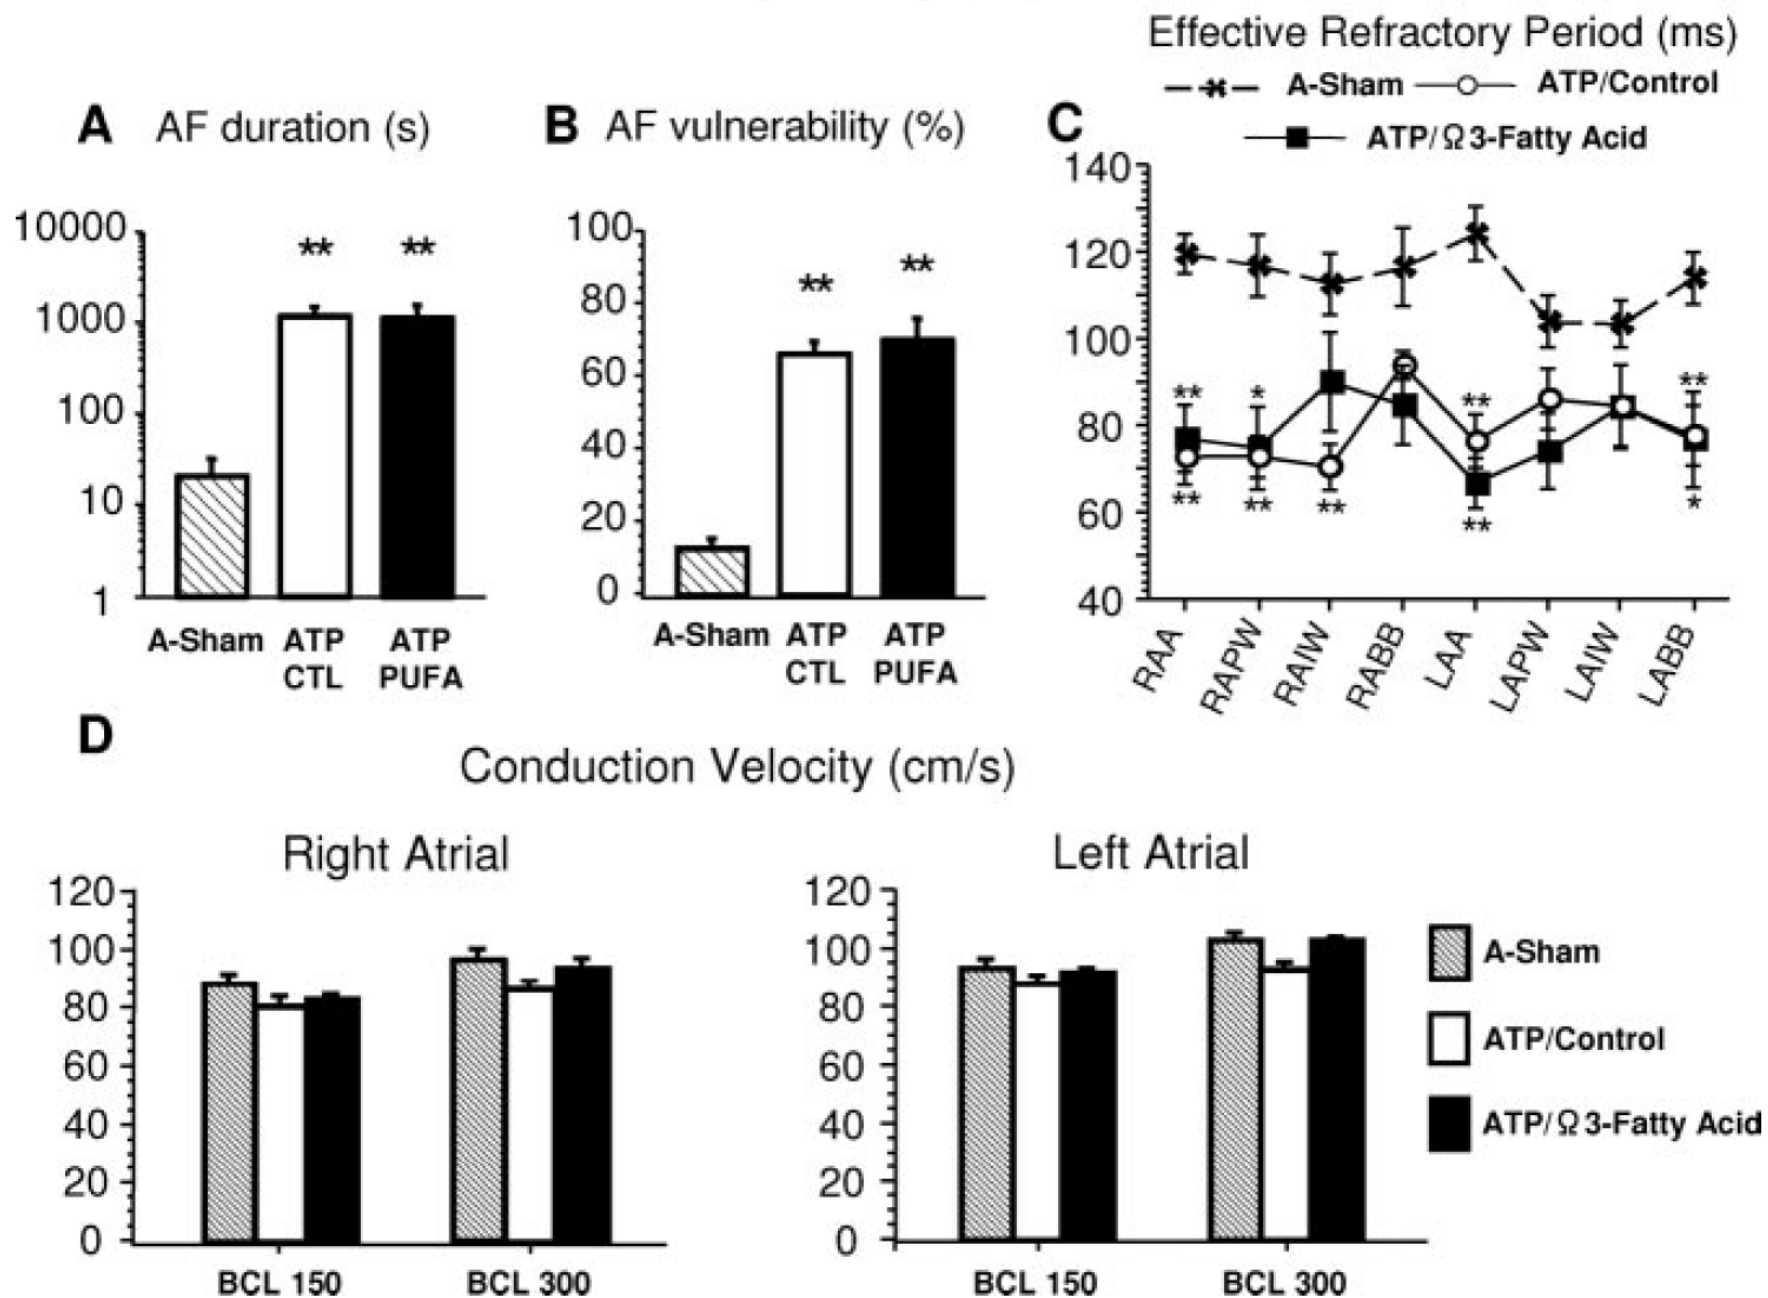 Effective Refractory Period (ms)
A-Sham ATP/Control
ATP/Ω3-Fatty Acid
A AF duration (s)
10000
1000
100
10
1
** **
A-Sham ATP CTL ATP PUFA
B AF vulnerability (%)
100
80
60
40
20
0
** **
A-Sham ATP CTL ATP PUFA
C
140
120
100
80
60
40
** * ** **
** ** ** ** *
RAA RAPW RAIW RABB LAA LAPW LAIW LABB
D
Conduction Velocity (cm/s)
Right Atrial
120
100
80
60
40
20
0
BCL 150 BCL 300
Left Atrial
120
100
80
60
40
20
0
BCL 150 BCL 300
A-Sham
ATP/Control
ATP/Ω3-Fatty Acid